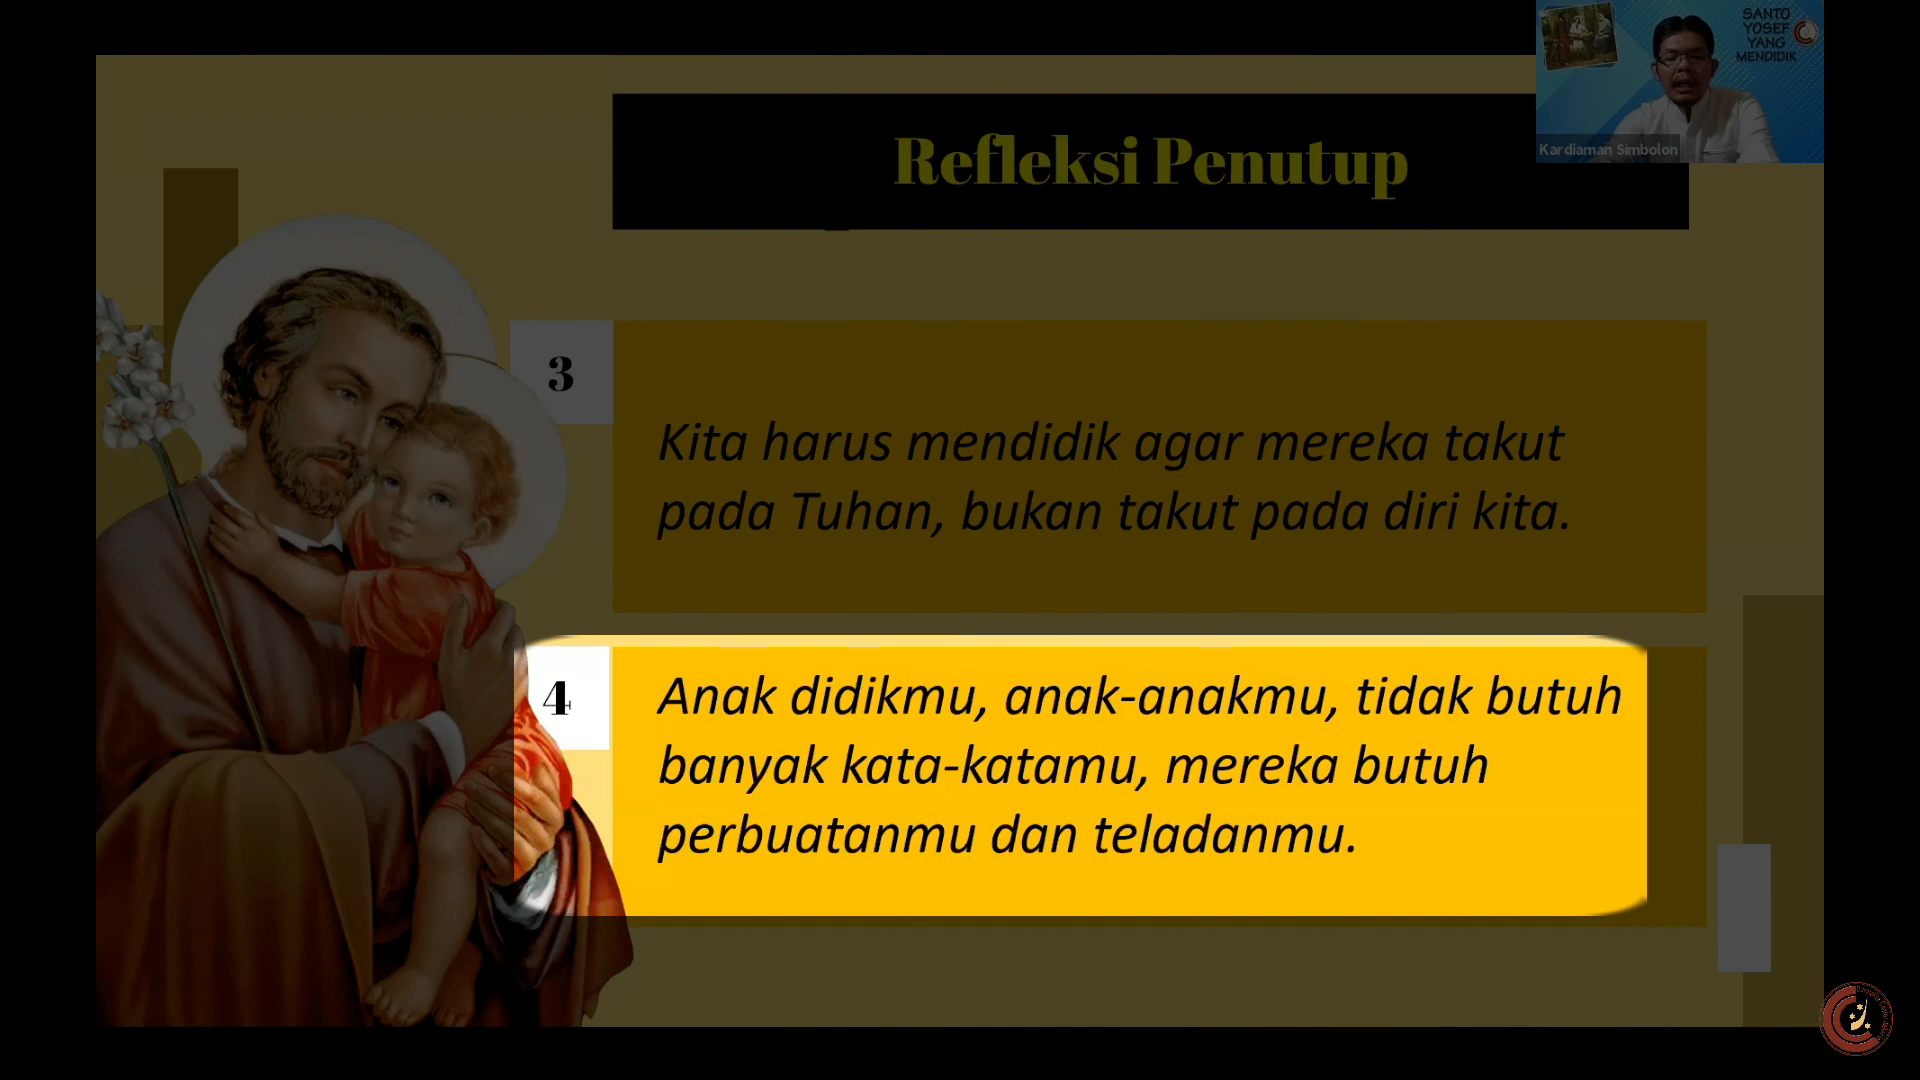 SANTO
YOSEF
YANG
MENDIDIK
Kardiaman Simbolon
Refleksi Penutup
3
Kita harus mendidik agar mereka takut
pada Tuhan, bukan takut pada diri kita.
4
Anak didikmu, anak-anakmu, tidak butuh
banyak kata-katamu, mereka butuh
perbuatanmu dan teladanmu.